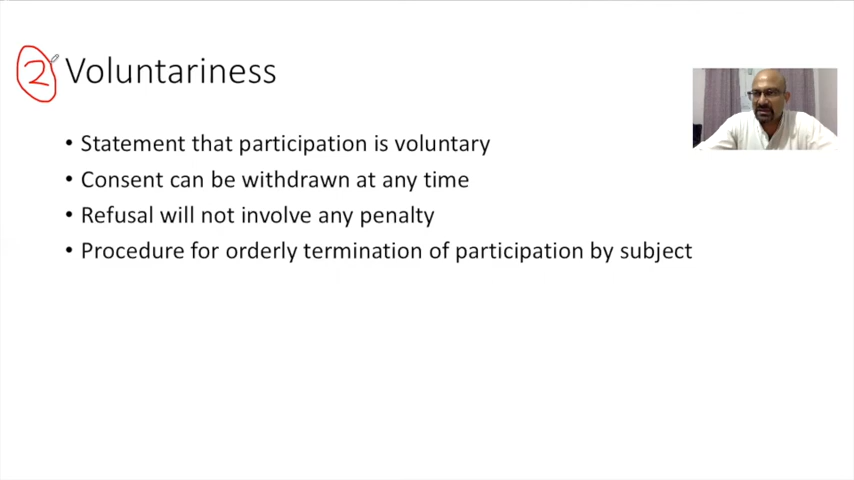 2 Voluntariness
• Statement that participation is voluntary
• Consent can be withdrawn at any time
• Refusal will not involve any penalty
• Procedure for orderly termination of participation by subject